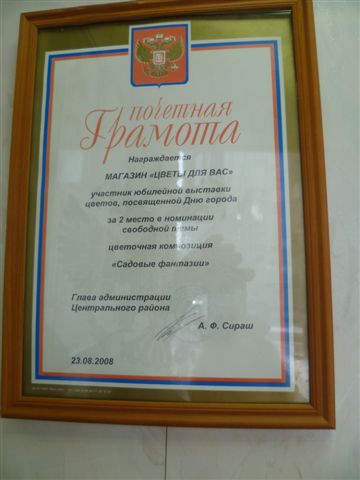 почетная
Грамота
Награждается
МАГАЗИН «ЦВЕТЫ ДЛЯ ВАС»
участник юбилейной выставки
цветов, посвященной Дню города
за 2 место в номинации
свободной темы
цветочная композиция
«Садовые фантазии»
Глава администрации
Центрального района
А. Ф. Сираш
23.08.2008